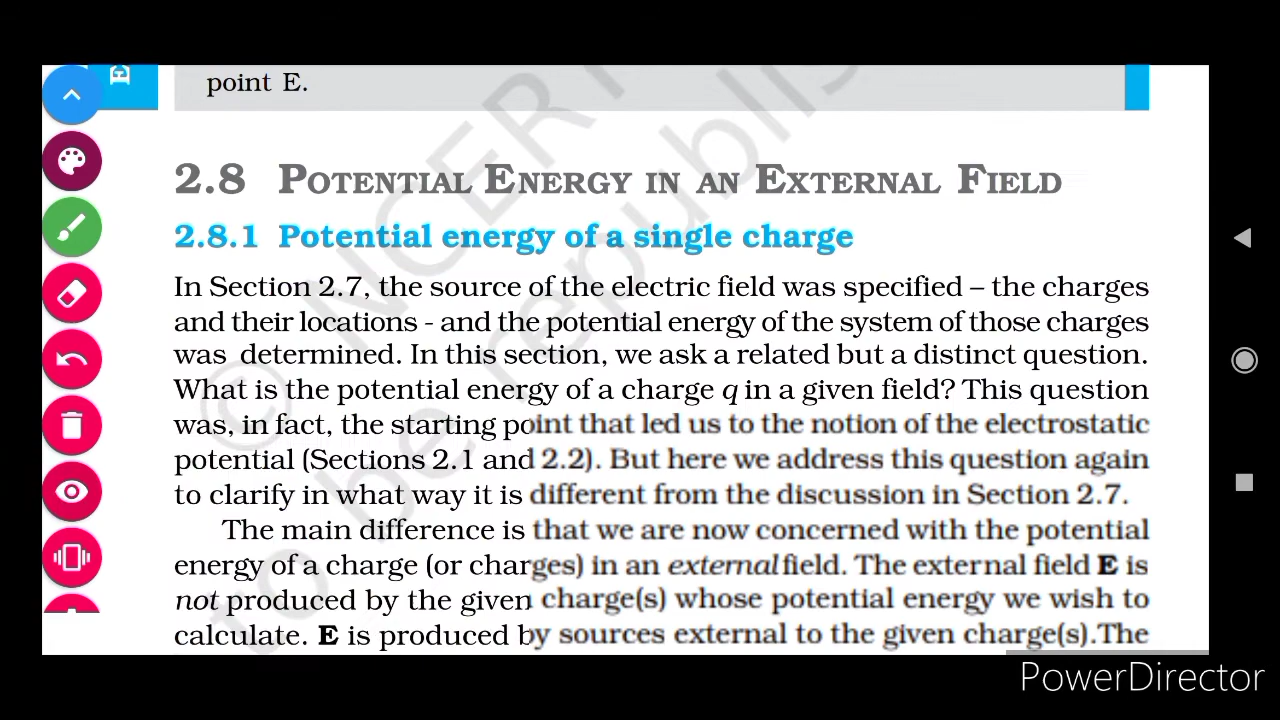 point E.
2.8 POTENTIAL ENERGY IN AN EXTERNAL FIELD
2.8.1 Potential energy of a single charge
In Section 2.7, the source of the electric field was specified – the charges
and their locations - and the potential energy of the system of those charges
was determined. In this section, we ask a related but a distinct question.
What is the potential energy of a charge q in a given field? This question
was, in fact, the starting point that led us to the notion of the electrostatic
potential (Sections 2.1 and 2.2). But here we address this question again
to clarify in what way it is different from the discussion in Section 2.7.
The main difference is that we are now concerned with the potential
energy of a charge (or charges) in an external field. The external field E is
not produced by the given charge(s) whose potential energy we wish to
calculate. E is produced by sources external to the given charge(s).The
© NCERT
to be republis
PowerDirector